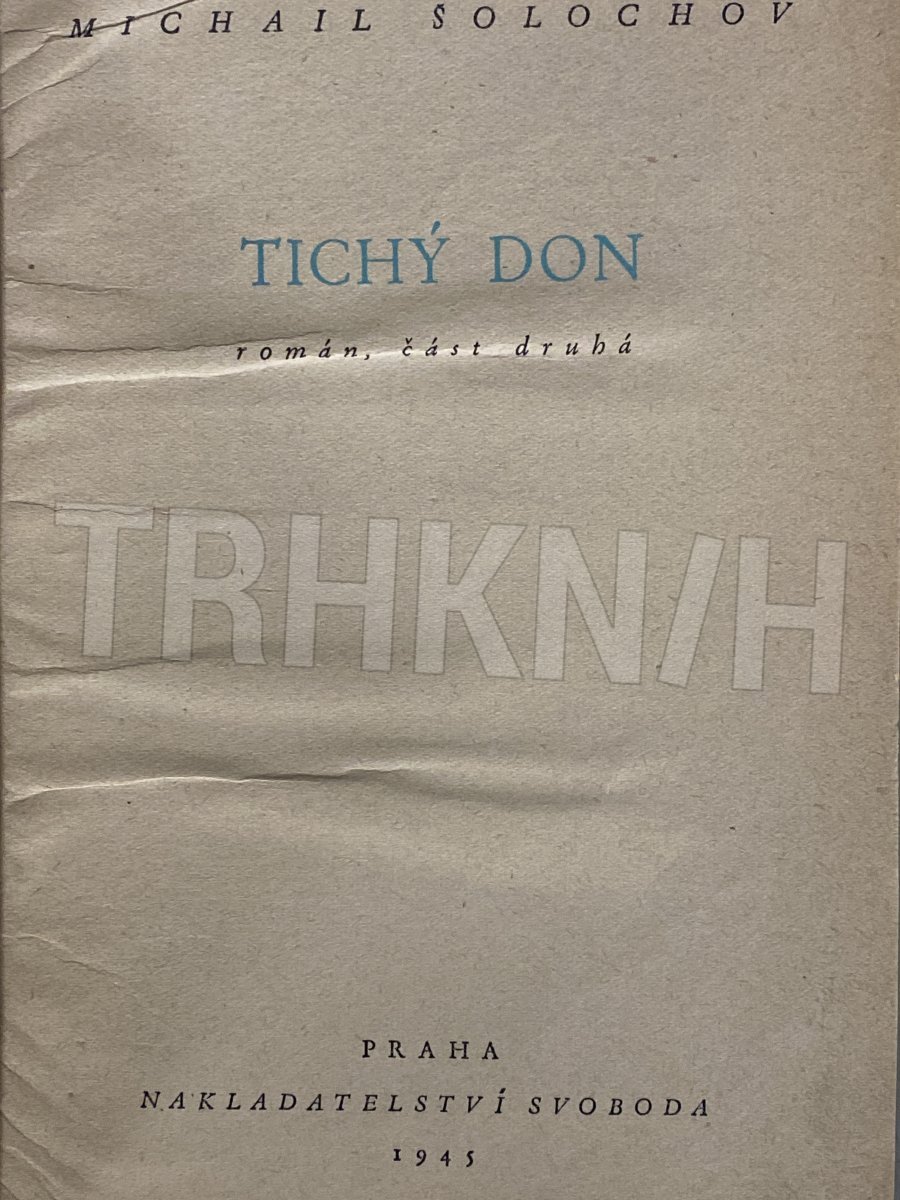 MICHAIL ŠOLOCHOV
TICHÝ DON
román, část druhá
TRHKNIH
PRAHA
NAKLADATELSTVÍ SVOBODA
1945